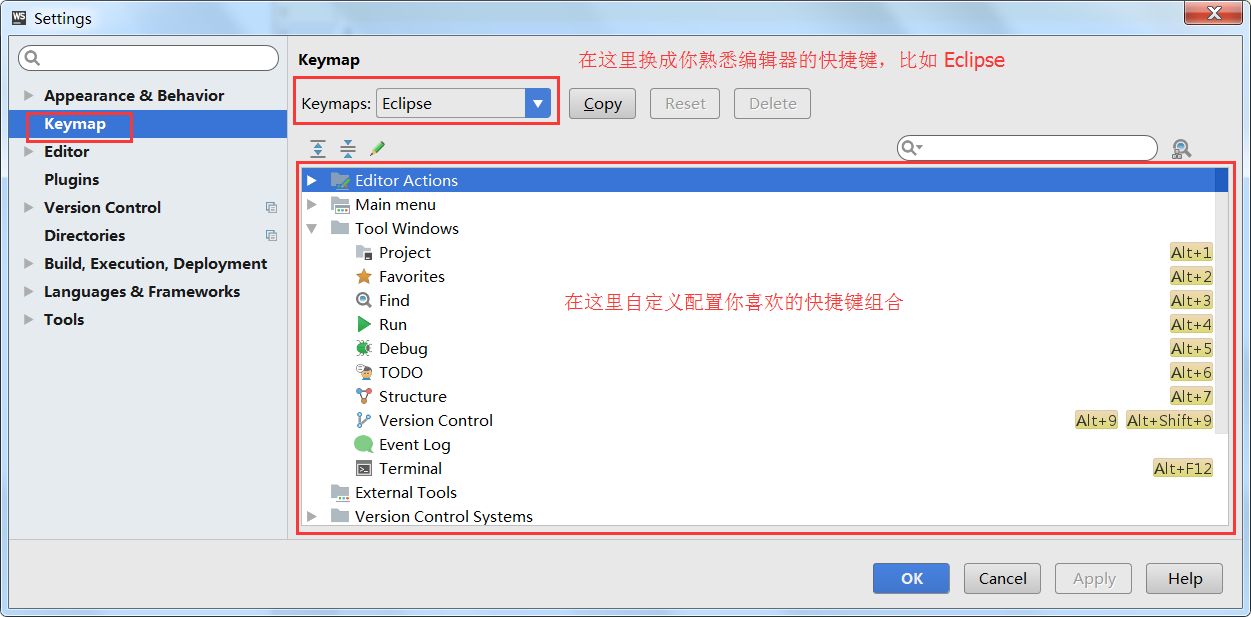 WS Settings
Appearance & Behavior
Keymap
Editor
Plugins
Version Control
Directories
Build, Execution, Deployment
Languages & Frameworks
Tools
Keymap
在这里换成你熟悉编辑器的快捷键，比如 Eclipse
Keymaps: Eclipse Copy Reset Delete
Editor Actions
Main menu
Tool Windows
Project Alt+1
Favorites Alt+2
Find Alt+3
在这里自定义配置你喜欢的快捷键组合
Run Alt+4
Debug Alt+5
TODO Alt+6
Structure Alt+7
Version Control Alt+9 Alt+Shift+9
Event Log
Terminal Alt+F12
External Tools
Version Control Systems
OK Cancel Apply Help